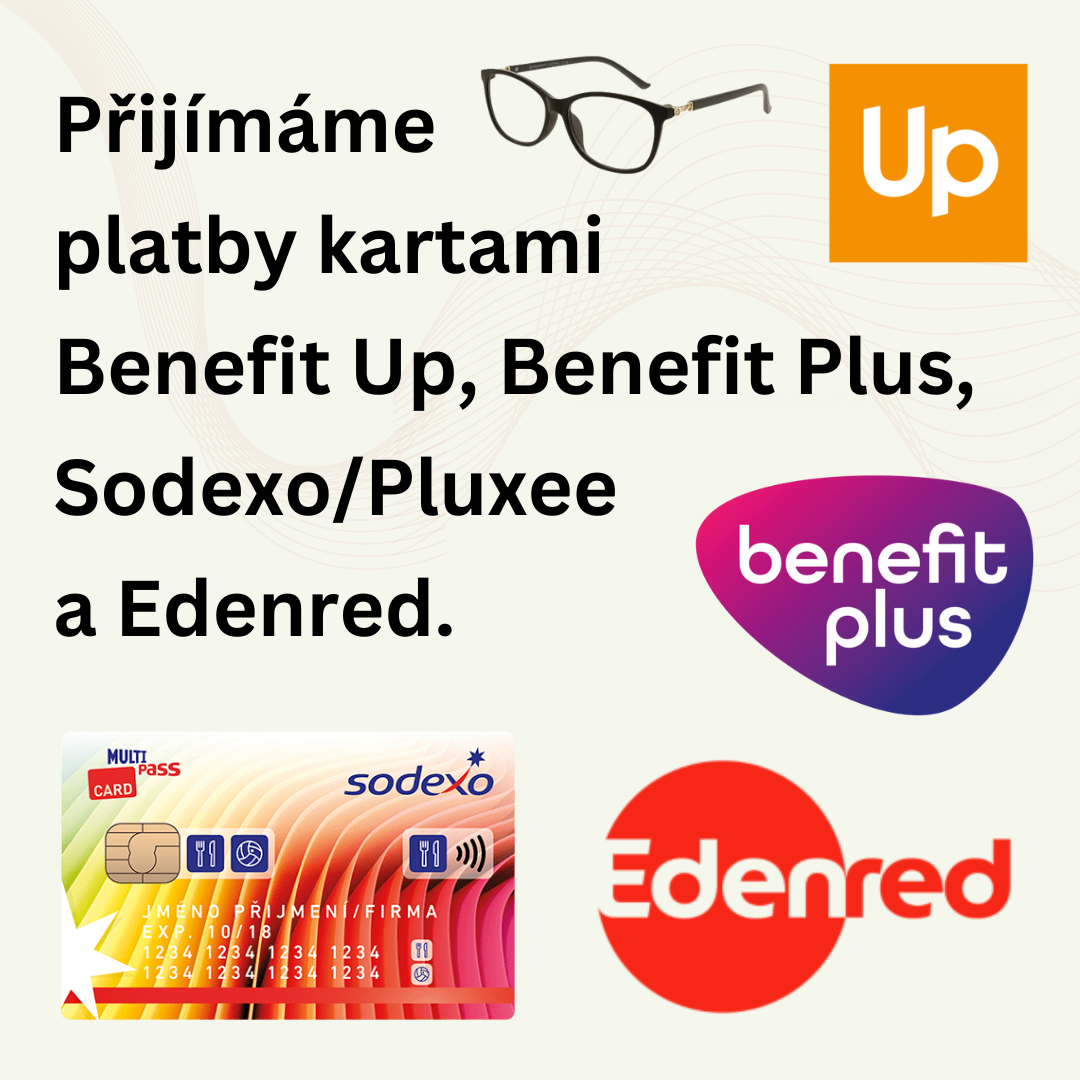 Přijímáme
platby kartami
Benefit Up, Benefit Plus,
Sodexo/Pluxee
a Edenred.
Up
benefit
plus
MULTI
PASS
CARD
sodexo
JMÉNO PŘIJMENÍ/FIRMA
EXP. 10/18
1234 1234 1234 1234
1234 1234 1234 1234
Edenred